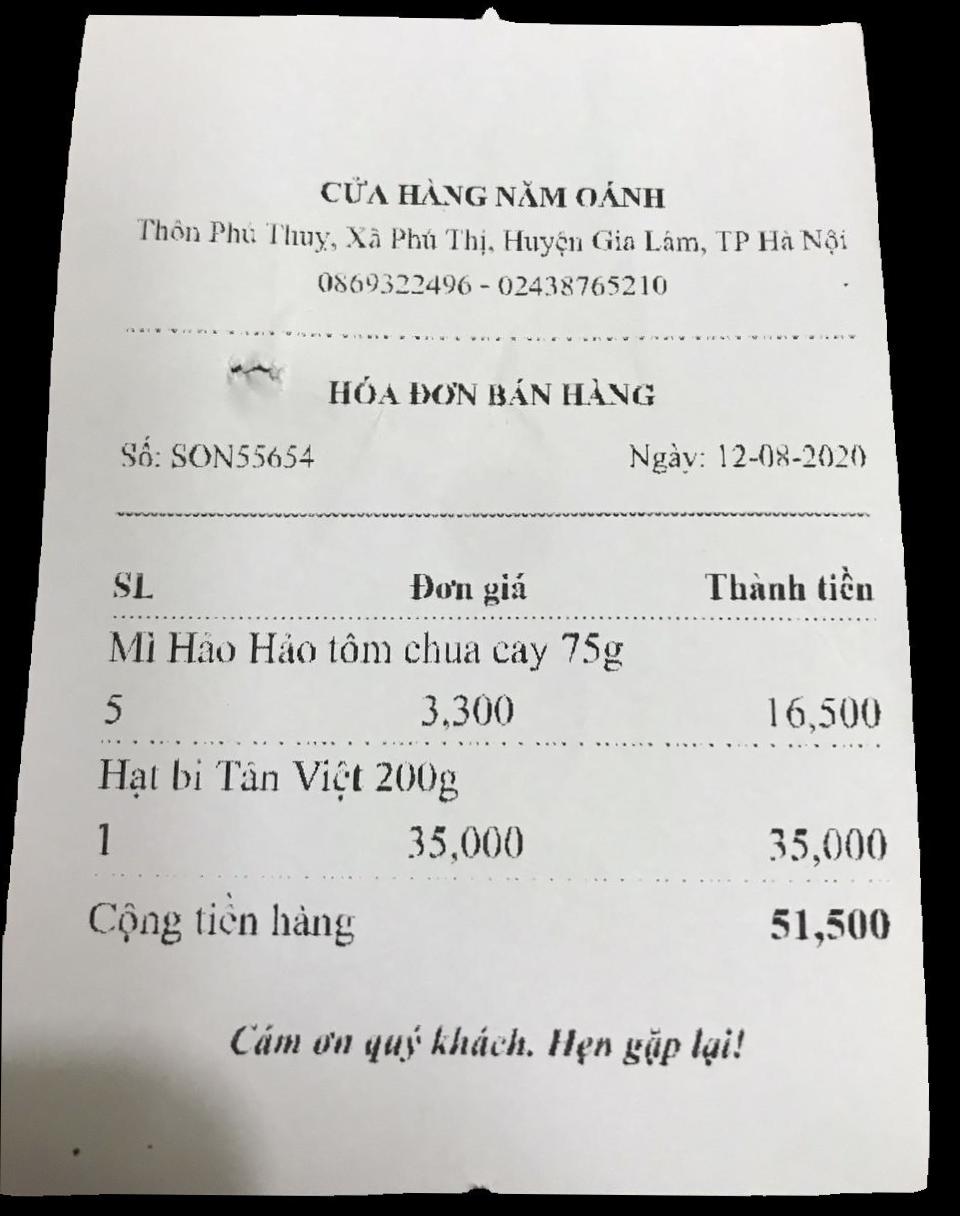 CỬA HÀNG NĂM OÁNH
Thôn Phú Thuỵ, Xã Phú Thị, Huyện Gia Lâm, TP Hà Nội
0869322496 - 02438765210
HÓA ĐƠN BÁN HÀNG
Số: SON55654 Ngày: 12-08-2020
SL Đơn giá Thành tiền
Mì Hảo Hảo tôm chua cay 75g
5 3,300 16,500
Hạt bí Tân Việt 200g
1 35,000 35,000
Cộng tiền hàng 51,500
Cảm ơn quý khách. Hẹn gặp lại!